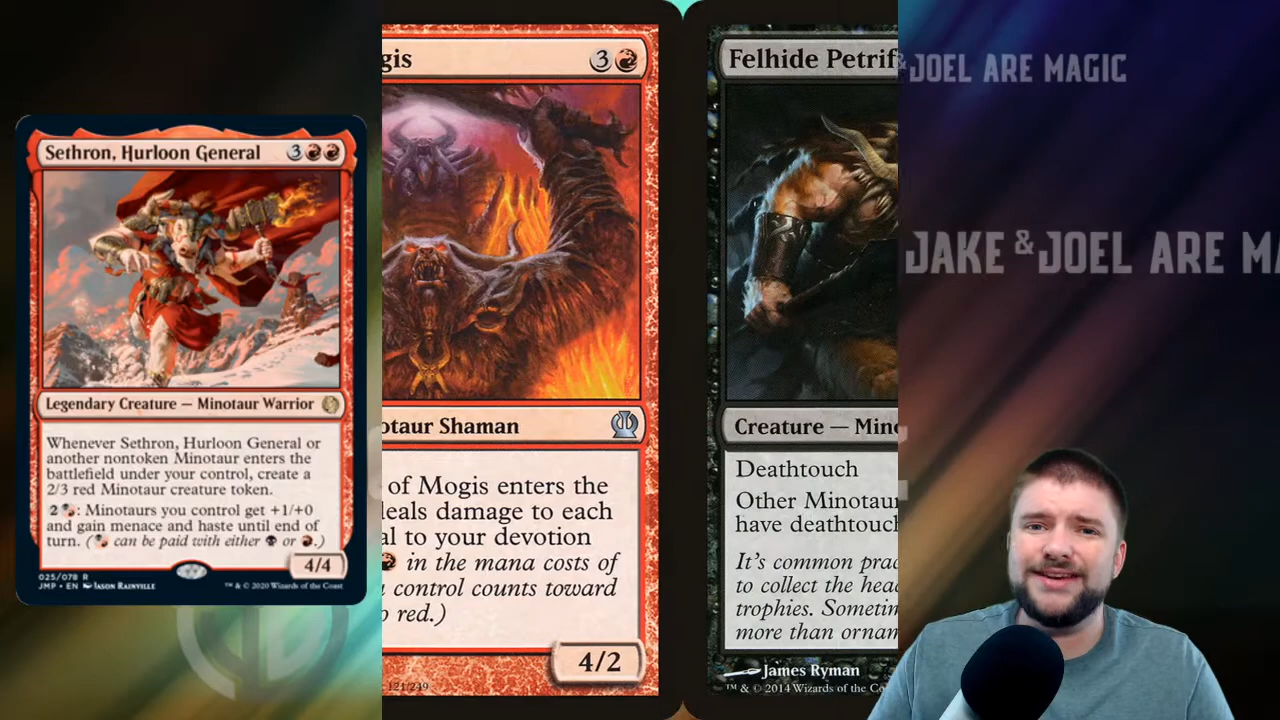 Sethron, Hurloon General 3
Legendary Creature — Minotaur Warrior
Whenever Sethron, Hurloon General or
another nontoken Minotaur enters the
battlefield under your control, create a
2/3 red Minotaur creature token.
2 : Minotaurs you control get +1/+0
and gain menace and haste until end of
turn. ( can be paid with either or .)
4/4
025/078 R
JMP • EN JASON RAINVILLE
™ & © 2020 Wizards of the Coast
gis 3
otaur Shaman
of Mogis enters the
eals damage to each
al to your devotion
in the mana costs of
control counts toward
red.)
4/2
121/249
Felhide Petrif
Creature — Mino
Deathtouch
Other Minotaur
have deathtouch
It's common prac
to collect the head
trophies. Sometim
more than ornam
James Ryman
™ & © 2014 Wizards of the Co
& JOEL ARE MAGIC
JAKE & JOEL ARE MA